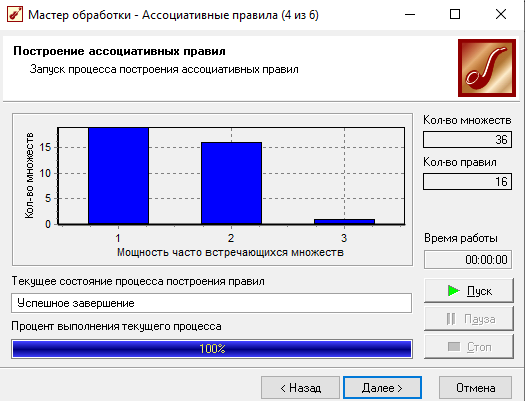 Мастер обработки - Ассоциативные правила (4 из 6)
Построение ассоциативных правил
Запуск процесса построения ассоциативных правил
Кол-во множеств
15
10
5
0
1 2 3
Мощность часто встречающихся множеств
Кол-во множеств
36
Кол-во правил
16
Время работы
00:00:00
Текущее состояние процесса построения правил
Успешное завершение
Процент выполнения текущего процесса
100%
Пуск
Пауза
Стоп
< Назад Далее > Отмена